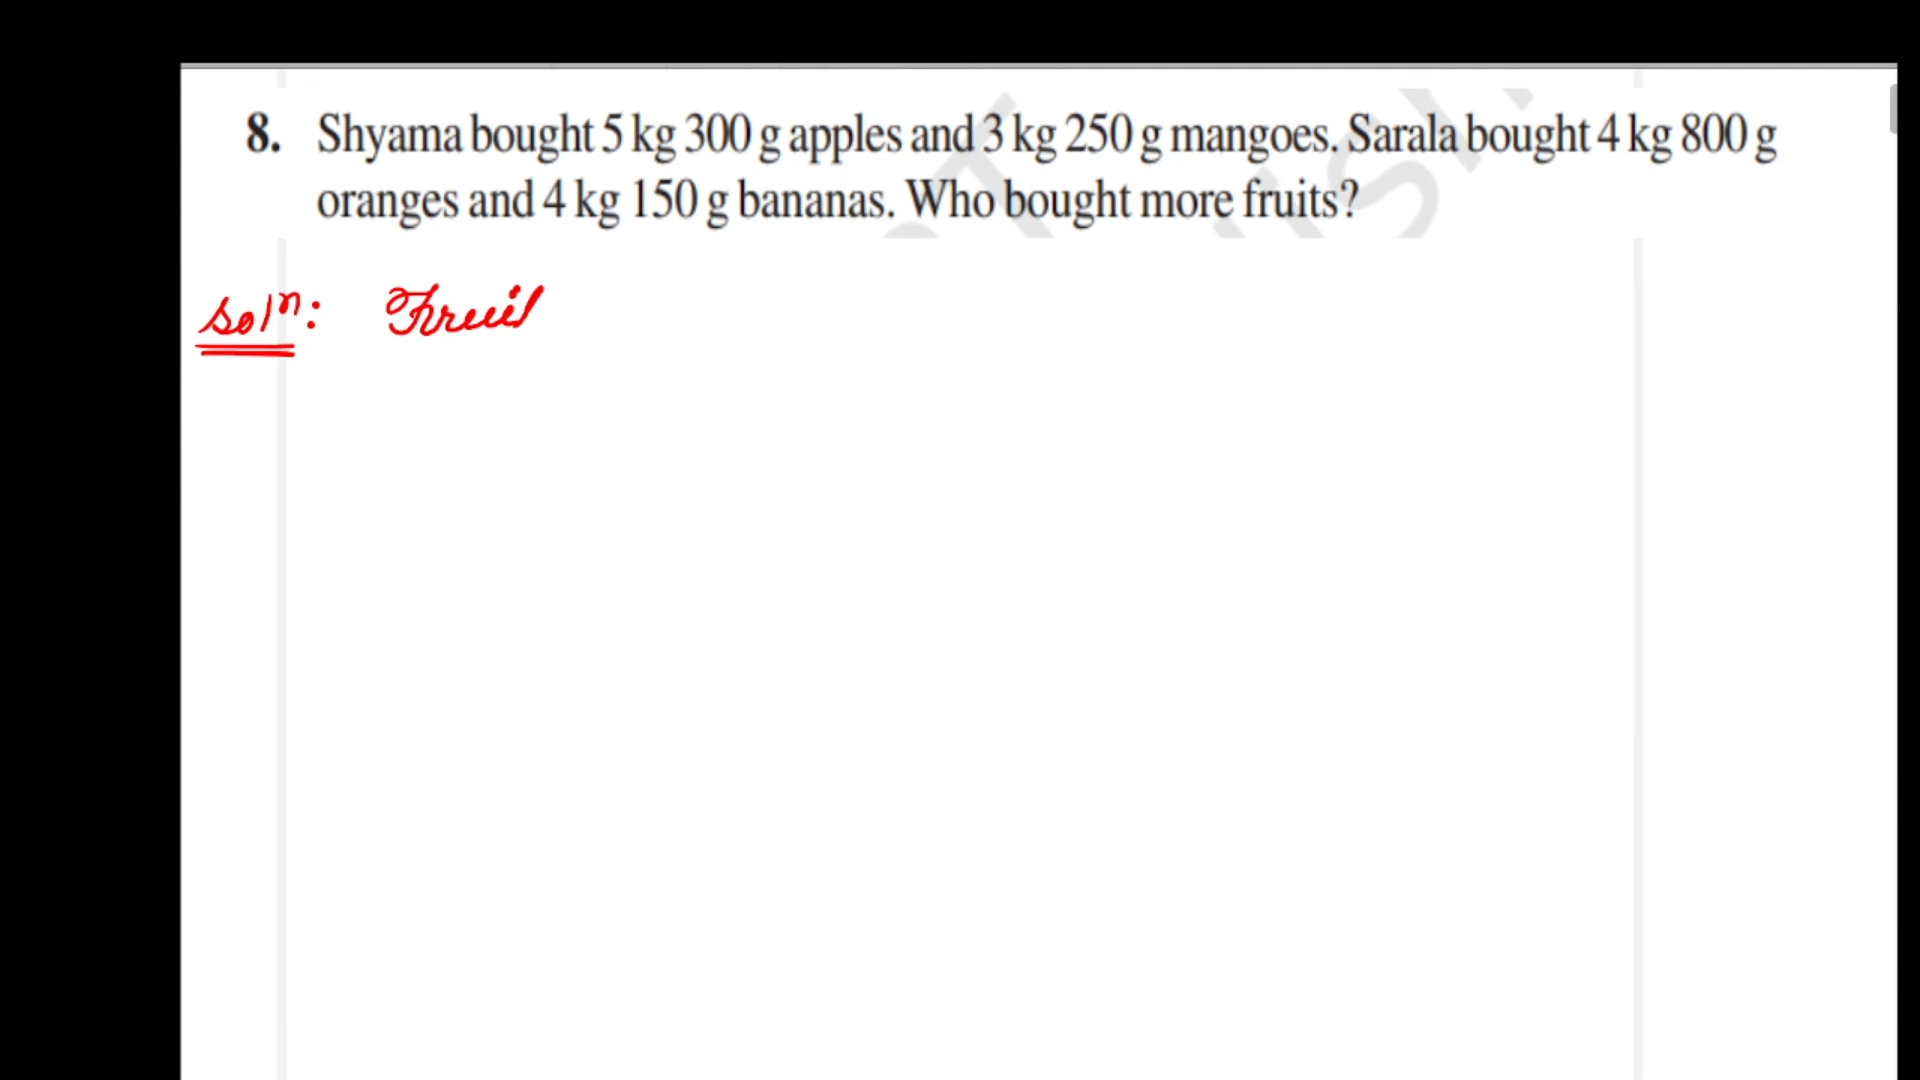 8. Shyama bought 5 kg 300 g apples and 3 kg 250 g mangoes. Sarala bought 4 kg 800 g
oranges and 4 kg 150 g bananas. Who bought more fruits?
Solⁿ: Fruit